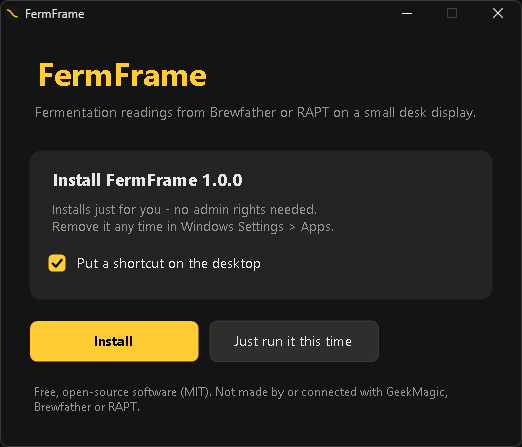 FermFrame
FermFrame
Fermentation readings from Brewfather or RAPT on a small desk display.
Install FermFrame 1.0.0
Installs just for you - no admin rights needed.
Remove it any time in Windows Settings > Apps.
Put a shortcut on the desktop
Install
Just run it this time
Free, open-source software (MIT). Not made by or connected with GeekMagic,
Brewfather or RAPT.